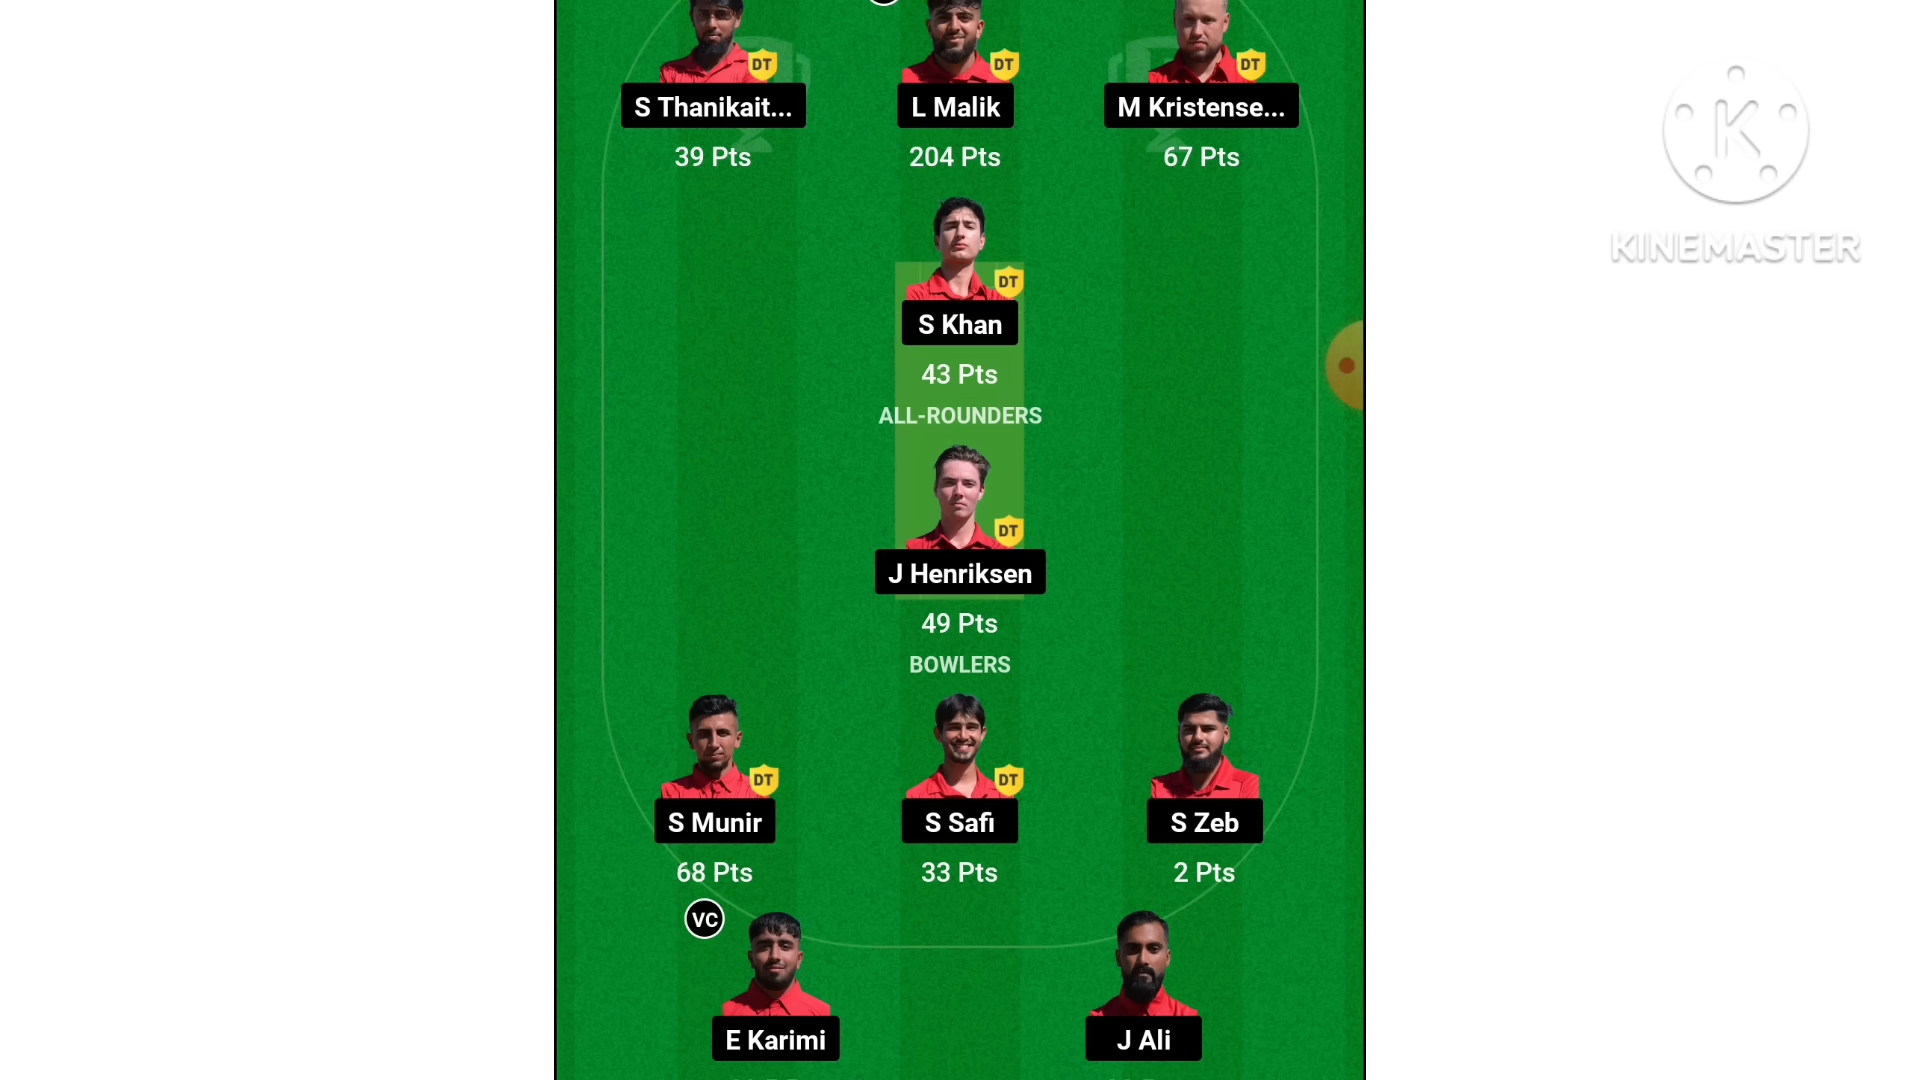 DT DT DT
S Thanikait... L Malik M Kristense...
39 Pts 204 Pts 67 Pts
K
KINEMASTER
DT
S Khan
43 Pts
ALL-ROUNDERS
DT
J Henriksen
49 Pts
BOWLERS
DT DT
S Munir S Safi S Zeb
68 Pts 33 Pts 2 Pts
VC
E Karimi J Ali